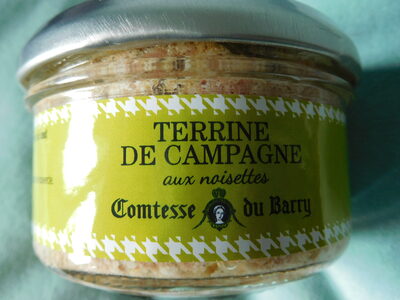 TERRINE
DE CAMPAGNE
aux noisettes
Comtesse du Barry